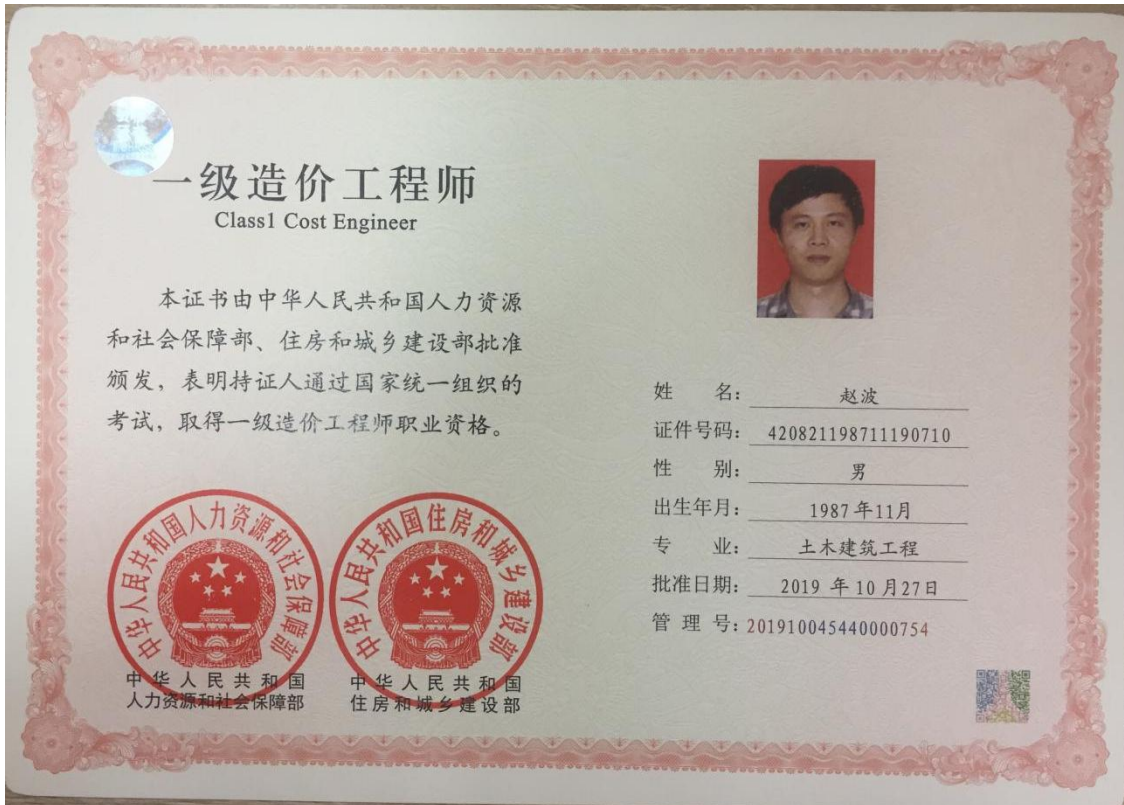 一级造价工程师
Class1 Cost Engineer
本证书由中华人民共和国人力资源
和社会保障部、住房和城乡建设部批准
颁发，表明持证人通过国家统一组织的
考试，取得一级造价工程师职业资格。
中华人民共和国人力资源和社会保障部
中华人民共和国
人力资源和社会保障部
中华人民共和国住房和城乡建设部
中华人民共和国
住房和城乡建设部
姓 名：赵波
证件号码：420821198711190710
性 别：男
出生年月：1987年11月
专 业：土木建筑工程
批准日期：2019 年 10 月27日
管 理 号：201910045440000754